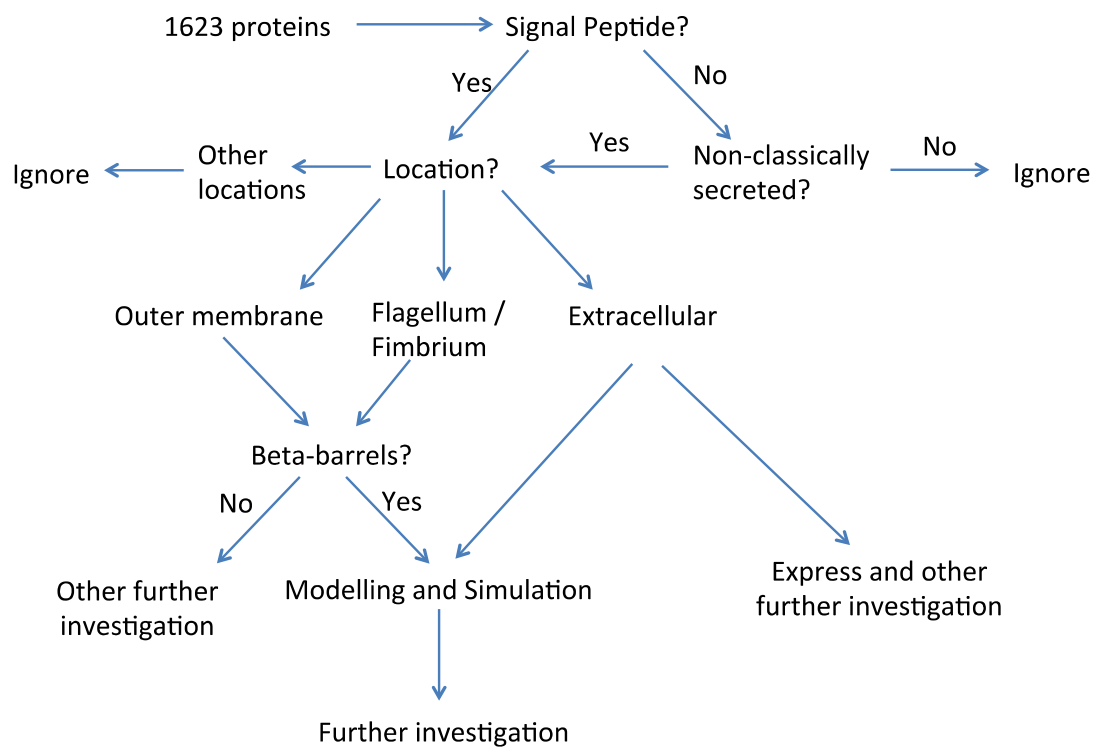 1623 proteins
Signal Peptide?
Yes
No
Ignore
Other
locations
Location?
Yes
Non-classically
secreted?
No
Ignore
Outer membrane
Flagellum /
Fimbrium
Extracellular
Beta-barrels?
No
Yes
Other further
investigation
Modelling and Simulation
Express and other
further investigation
Further investigation